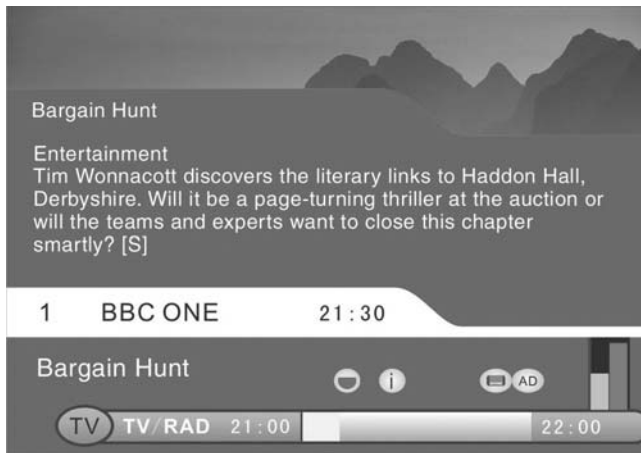 Bargain Hunt
Entertainment
Tim Wonnacott discovers the literary links to Haddon Hall,
Derbyshire. Will it be a page-turning thriller at the auction or
will the teams and experts want to close this chapter
smartly? [S]
1 BBC ONE 21:30
Bargain Hunt
i AD
TV TV/RAD 21:00 22:00